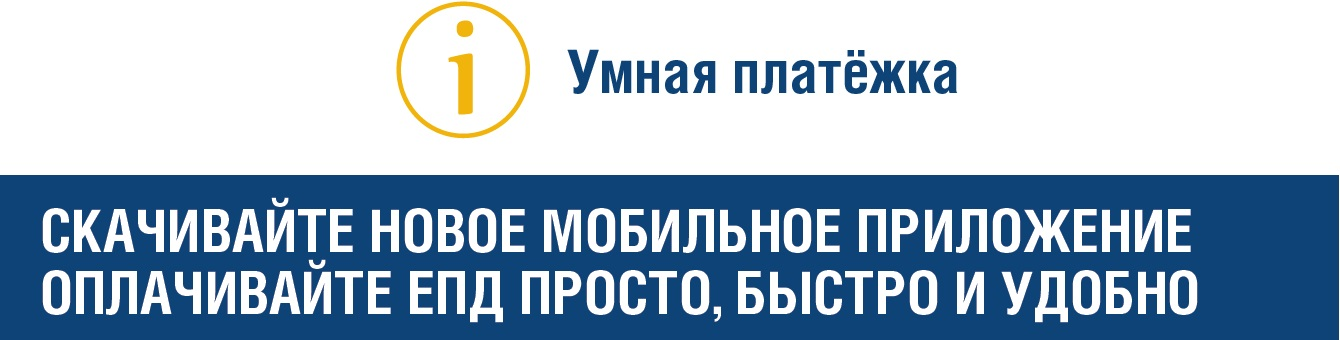 Умная платёжка
СКАЧИВАЙТЕ НОВОЕ МОБИЛЬНОЕ ПРИЛОЖЕНИЕ
ОПЛАЧИВАЙТЕ ЕПД ПРОСТО, БЫСТРО И УДОБНО